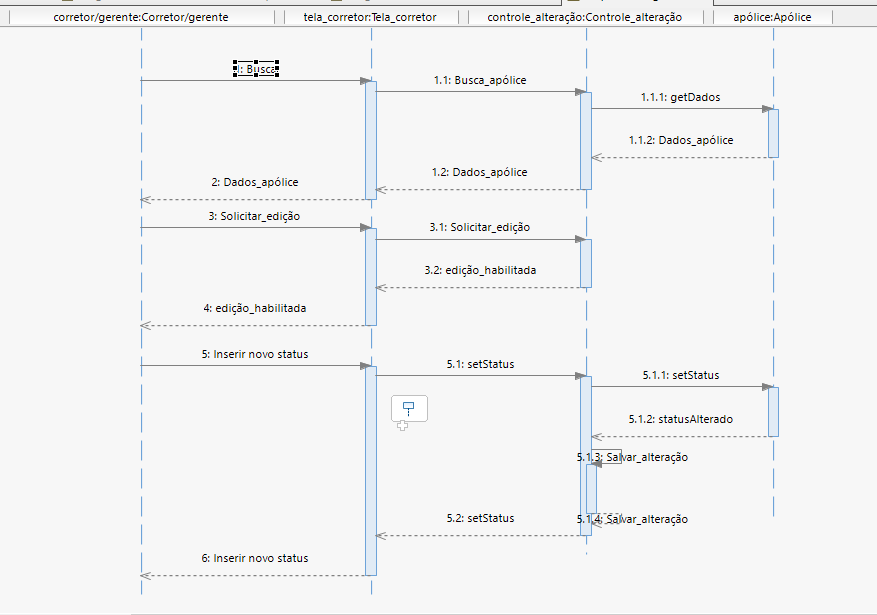 corretor/gerente:Corretor/gerente
tela_corretor:Tela_corretor
controle_alteração:Controle_alteração
apólice:Apólice
1: Busca
1.1: Busca_apólice
1.1.1: getDados
1.1.2: Dados_apólice
1.2: Dados_apólice
2: Dados_apólice
3: Solicitar_edição
3.1: Solicitar_edição
3.2: edição_habilitada
4: edição_habilitada
5: Inserir novo status
5.1: setStatus
5.1.1: setStatus
5.1.2: statusAlterado
5.1.3: Salvar_alteração
5.1.4: Salvar_alteração
5.2: setStatus
6: Inserir novo status